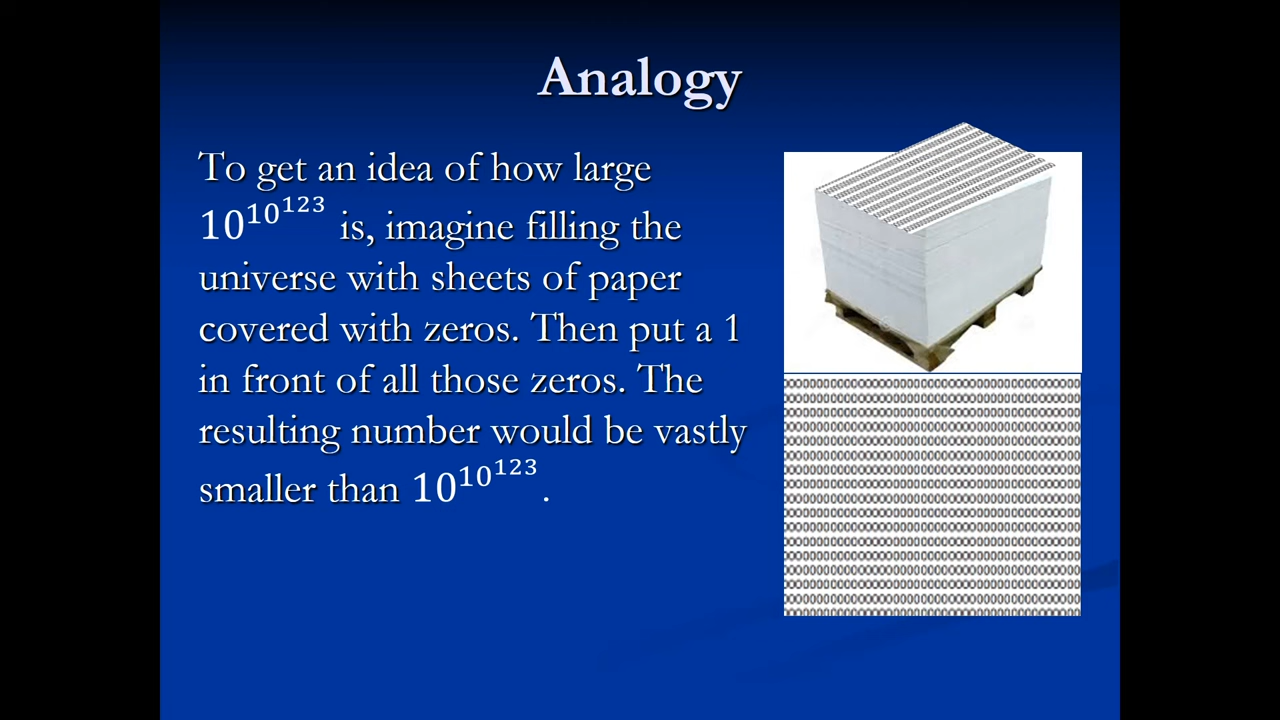 Analogy
To get an idea of how large
10^10^123 is, imagine filling the
universe with sheets of paper
covered with zeros. Then put a 1
in front of all those zeros. The
resulting number would be vastly
smaller than 10^10^123.